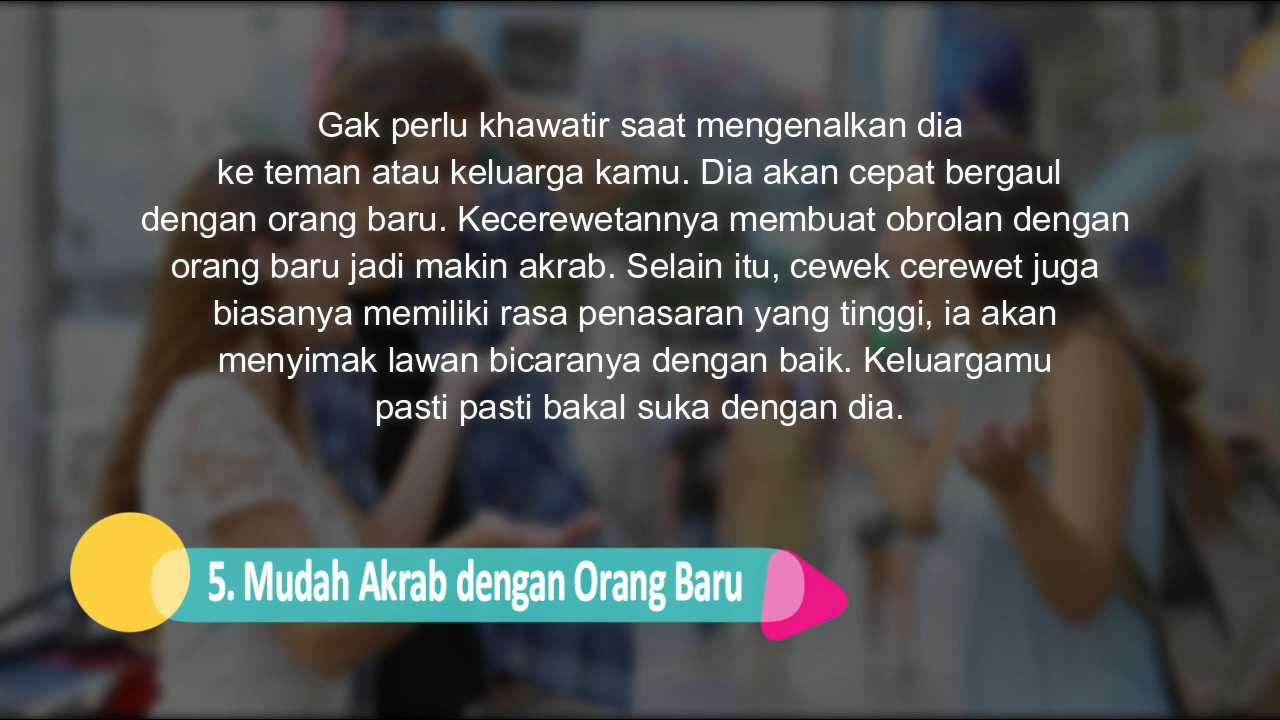 Gak perlu khawatir saat mengenalkan dia
ke teman atau keluarga kamu. Dia akan cepat bergaul
dengan orang baru. Kecerewetannya membuat obrolan dengan
orang baru jadi makin akrab. Selain itu, cewek cerewet juga
biasanya memiliki rasa penasaran yang tinggi, ia akan
menyimak lawan bicaranya dengan baik. Keluargamu
pasti pasti bakal suka dengan dia.
5. Mudah Akrab dengan Orang Baru